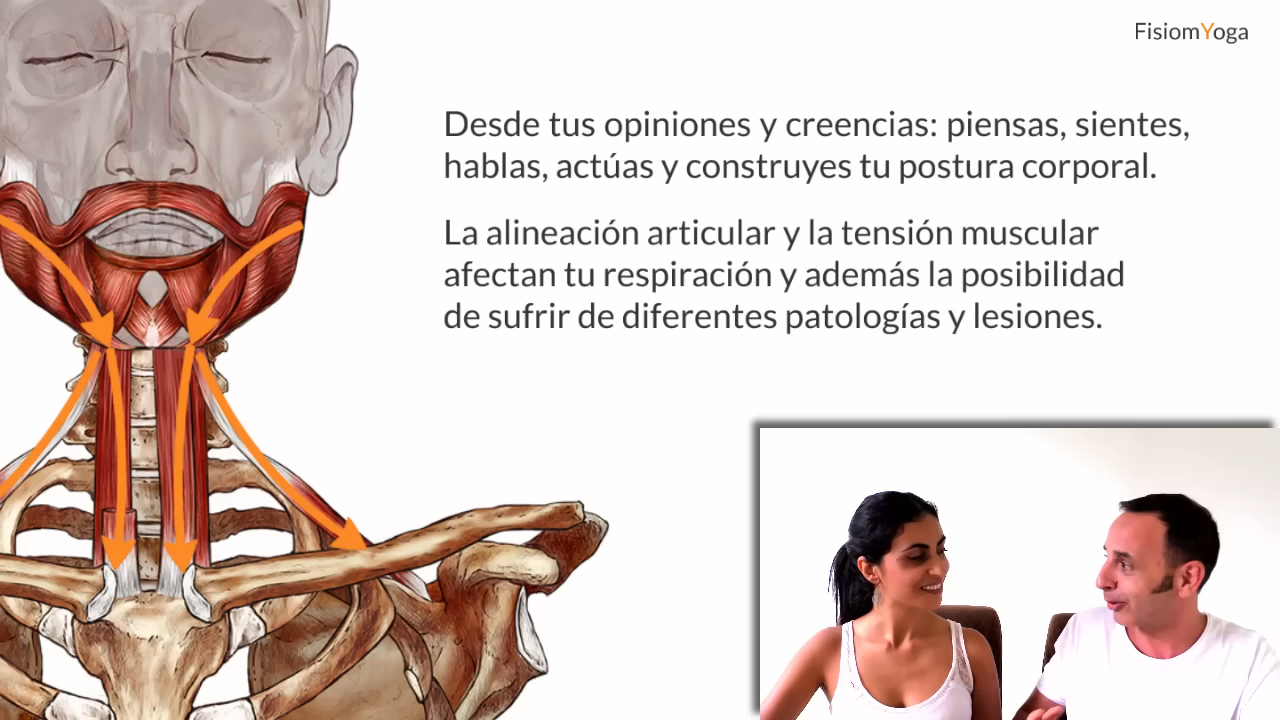 FisiomYoga
Desde tus opiniones y creencias: piensas, sientes,
hablas, actúas y construyes tu postura corporal.
La alineación articular y la tensión muscular
afectan tu respiración y además la posibilidad
de sufrir de diferentes patologías y lesiones.